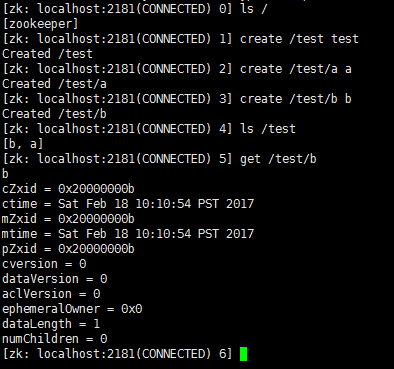 [zk: localhost:2181(CONNECTED) 0] ls /
[zookeeper]
[zk: localhost:2181(CONNECTED) 1] create /test test
Created /test
[zk: localhost:2181(CONNECTED) 2] create /test/a a
Created /test/a
[zk: localhost:2181(CONNECTED) 3] create /test/b b
Created /test/b
[zk: localhost:2181(CONNECTED) 4] ls /test
[b, a]
[zk: localhost:2181(CONNECTED) 5] get /test/b
b
cZxid = 0x20000000b
ctime = Sat Feb 18 10:10:54 PST 2017
mZxid = 0x20000000b
mtime = Sat Feb 18 10:10:54 PST 2017
pZxid = 0x20000000b
cversion = 0
dataVersion = 0
aclVersion = 0
ephemeralOwner = 0x0
dataLength = 1
numChildren = 0
[zk: localhost:2181(CONNECTED) 6]